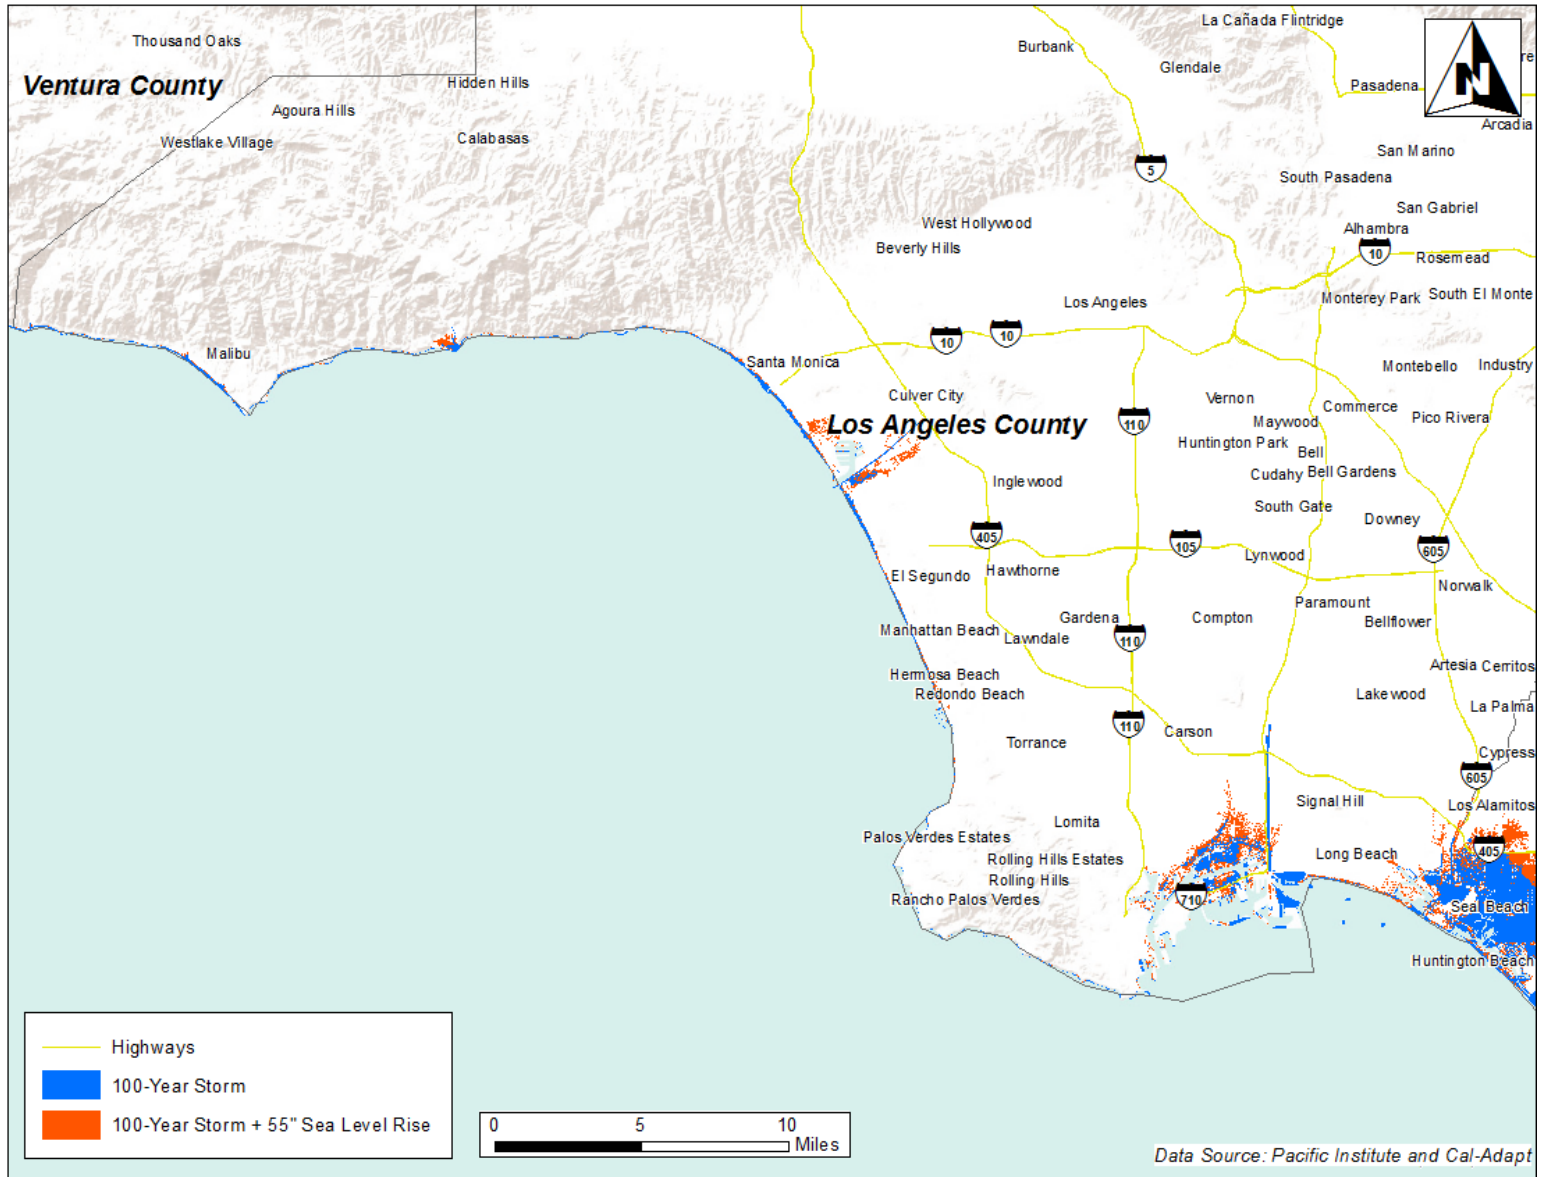 La Cañada Flintridge
Thousand Oaks
Burbank
Glendale
Ventura County
Hidden Hills
Pasadena
N
re
Agoura Hills
Arcadia
Westlake Village
Calabasas
San Marino
5
South Pasadena
San Gabriel
West Hollywood
Alhambra
Beverly Hills
10
Rosemead
Los Angeles
Monterey Park
South El Monte
10
10
Malibu
Santa Monica
Montebello
Industry
Culver City
Vernon
Commerce
Los Angeles County
110
Maywood
Pico Rivera
Huntington Park
Bell
Inglewood
Cudahy
Bell Gardens
South Gate
Downey
405
105
605
El Segundo
Hawthorne
Lynwood
Norwalk
Manhattan Beach
Lawndale
Gardena
110
Compton
Paramount
Bellflower
Hermosa Beach
Artesia
Cerritos
Redondo Beach
Lakewood
La Palma
Torrance
110
Carson
Cypress
605
Signal Hill
Los Alamitos
Lomita
Palos Verdes Estates
Rolling Hills Estates
Long Beach
405
Rolling Hills
Rancho Palos Verdes
710
Seal Beach
Huntington Beach
Highways
100-Year Storm
100-Year Storm + 55" Sea Level Rise
0 5 10
Miles
Data Source: Pacific Institute and Cal-Adapt